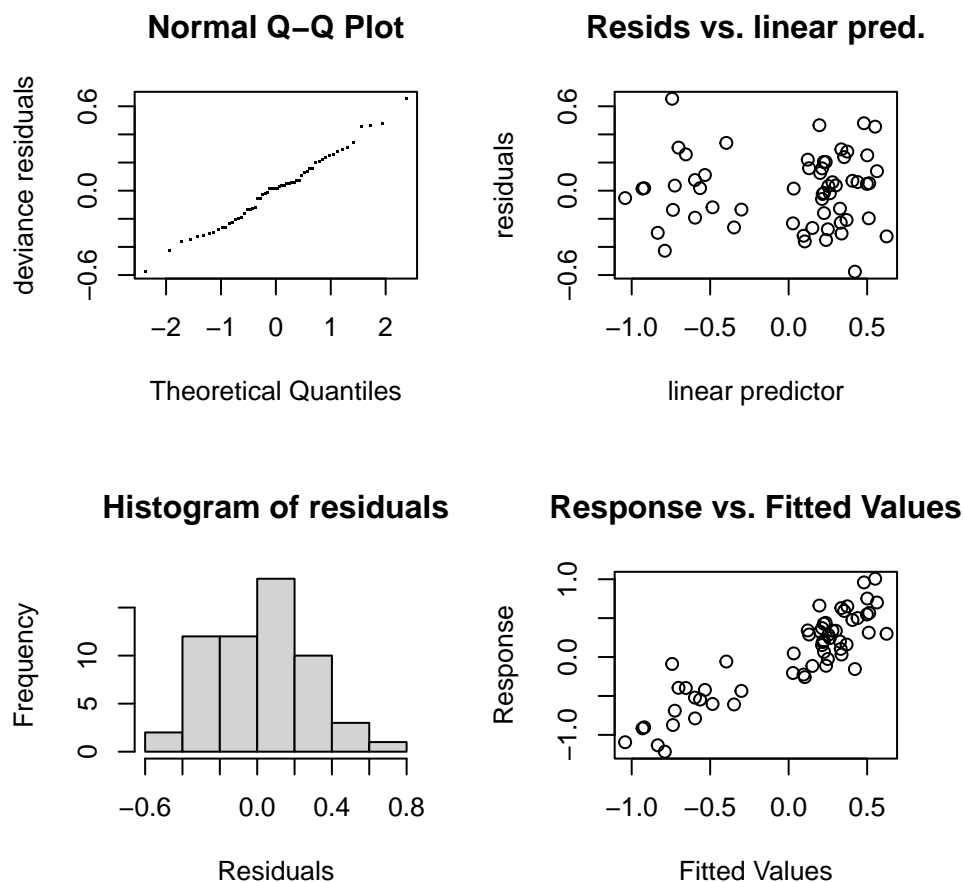 Normal Q−Q Plot
deviance residuals
−0.6 0.0 0.6
−2 −1 0 1 2
Theoretical Quantiles
Resids vs. linear pred.
residuals
−0.6 0.0 0.6
−1.0 −0.5 0.0 0.5
linear predictor
Histogram of residuals
Frequency
0 5 10
−0.6 0.0 0.4 0.8
Residuals
Response vs. Fitted Values
Response
−1.0 0.0 1.0
−1.0 −0.5 0.0 0.5
Fitted Values